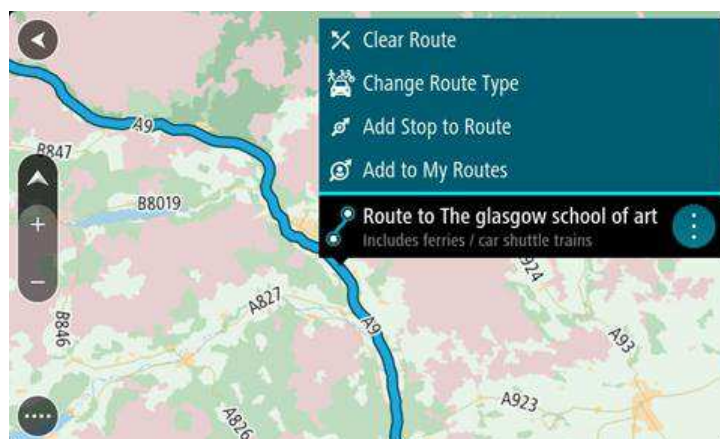 Clear Route
Change Route Type
Add Stop to Route
Add to My Routes
Route to The glasgow school of art
Includes ferries / car shuttle trains
A9
B847
B8019
A827
A9
B846
A826
A924
A93
A923